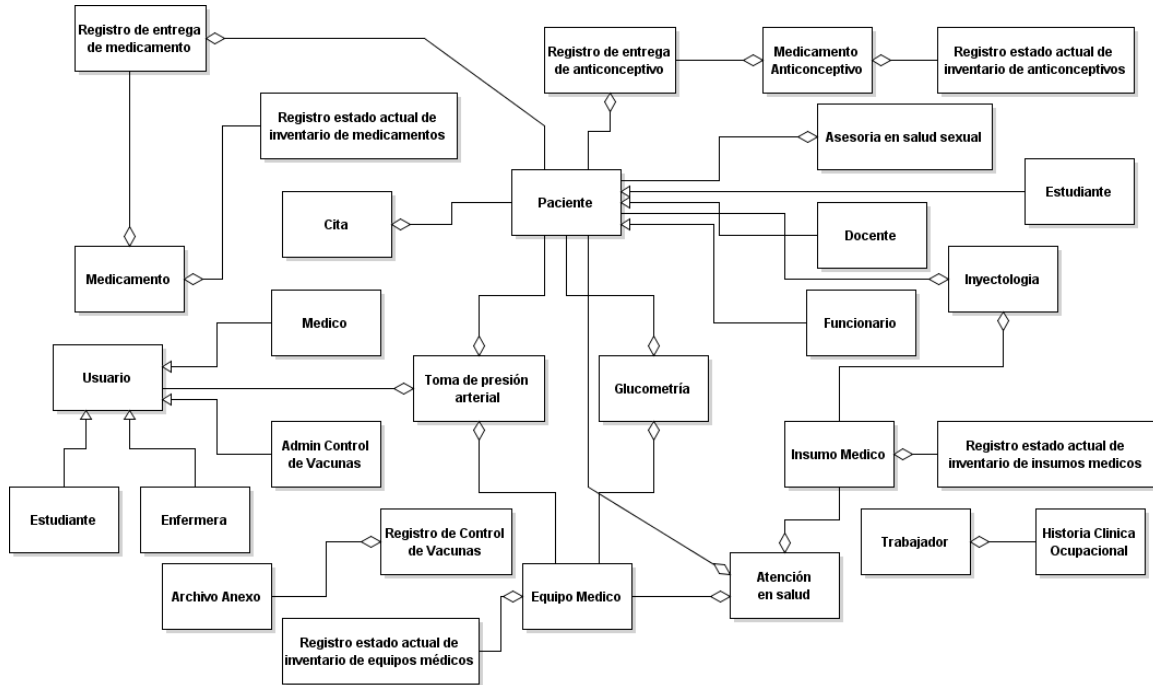 Registro de entrega
de medicamento
Registro de entrega
de anticonceptivo
Medicamento
Anticonceptivo
Registro estado actual de
inventario de anticonceptivos
Registro estado actual de
inventario de medicamentos
Asesoria en salud sexual
Paciente
Estudiante
Cita
Docente
Medicamento
Inyectologia
Medico
Funcionario
Usuario
Toma de presión
arterial
Glucometría
Admin Control
de Vacunas
Insumo Medico
Registro estado actual de
inventario de insumos medicos
Estudiante
Enfermera
Registro de Control
de Vacunas
Trabajador
Historia Clinica
Ocupacional
Archivo Anexo
Equipo Medico
Atención
en salud
Registro estado actual de
inventario de equipos médicos